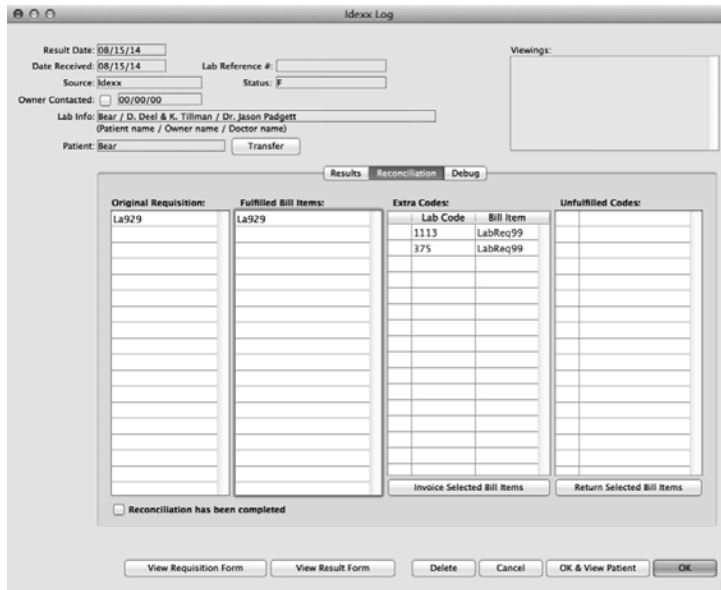 Idexx Log
Result Date: 08/15/14
Viewings:
Date Received: 08/15/14 Lab Reference #:
Source: Idexx Status: F
Owner Contacted: 00/00/00
Lab Info: Bear / D. Deel & K. Tillman / Dr. Jason Padgett
(Patient name / Owner name / Doctor name)
Patient: Bear Transfer
Results Reconciliation Debug
Original Requisition: Fulfilled Bill Items: Extra Codes: Unfulfilled Codes:
La929 La929 Lab Code Bill Item
1113 LabReq99
375 LabReq99
Invoice Selected Bill Items Return Selected Bill Items
Reconciliation has been completed
View Requisition Form View Result Form Delete Cancel OK & View Patient OK